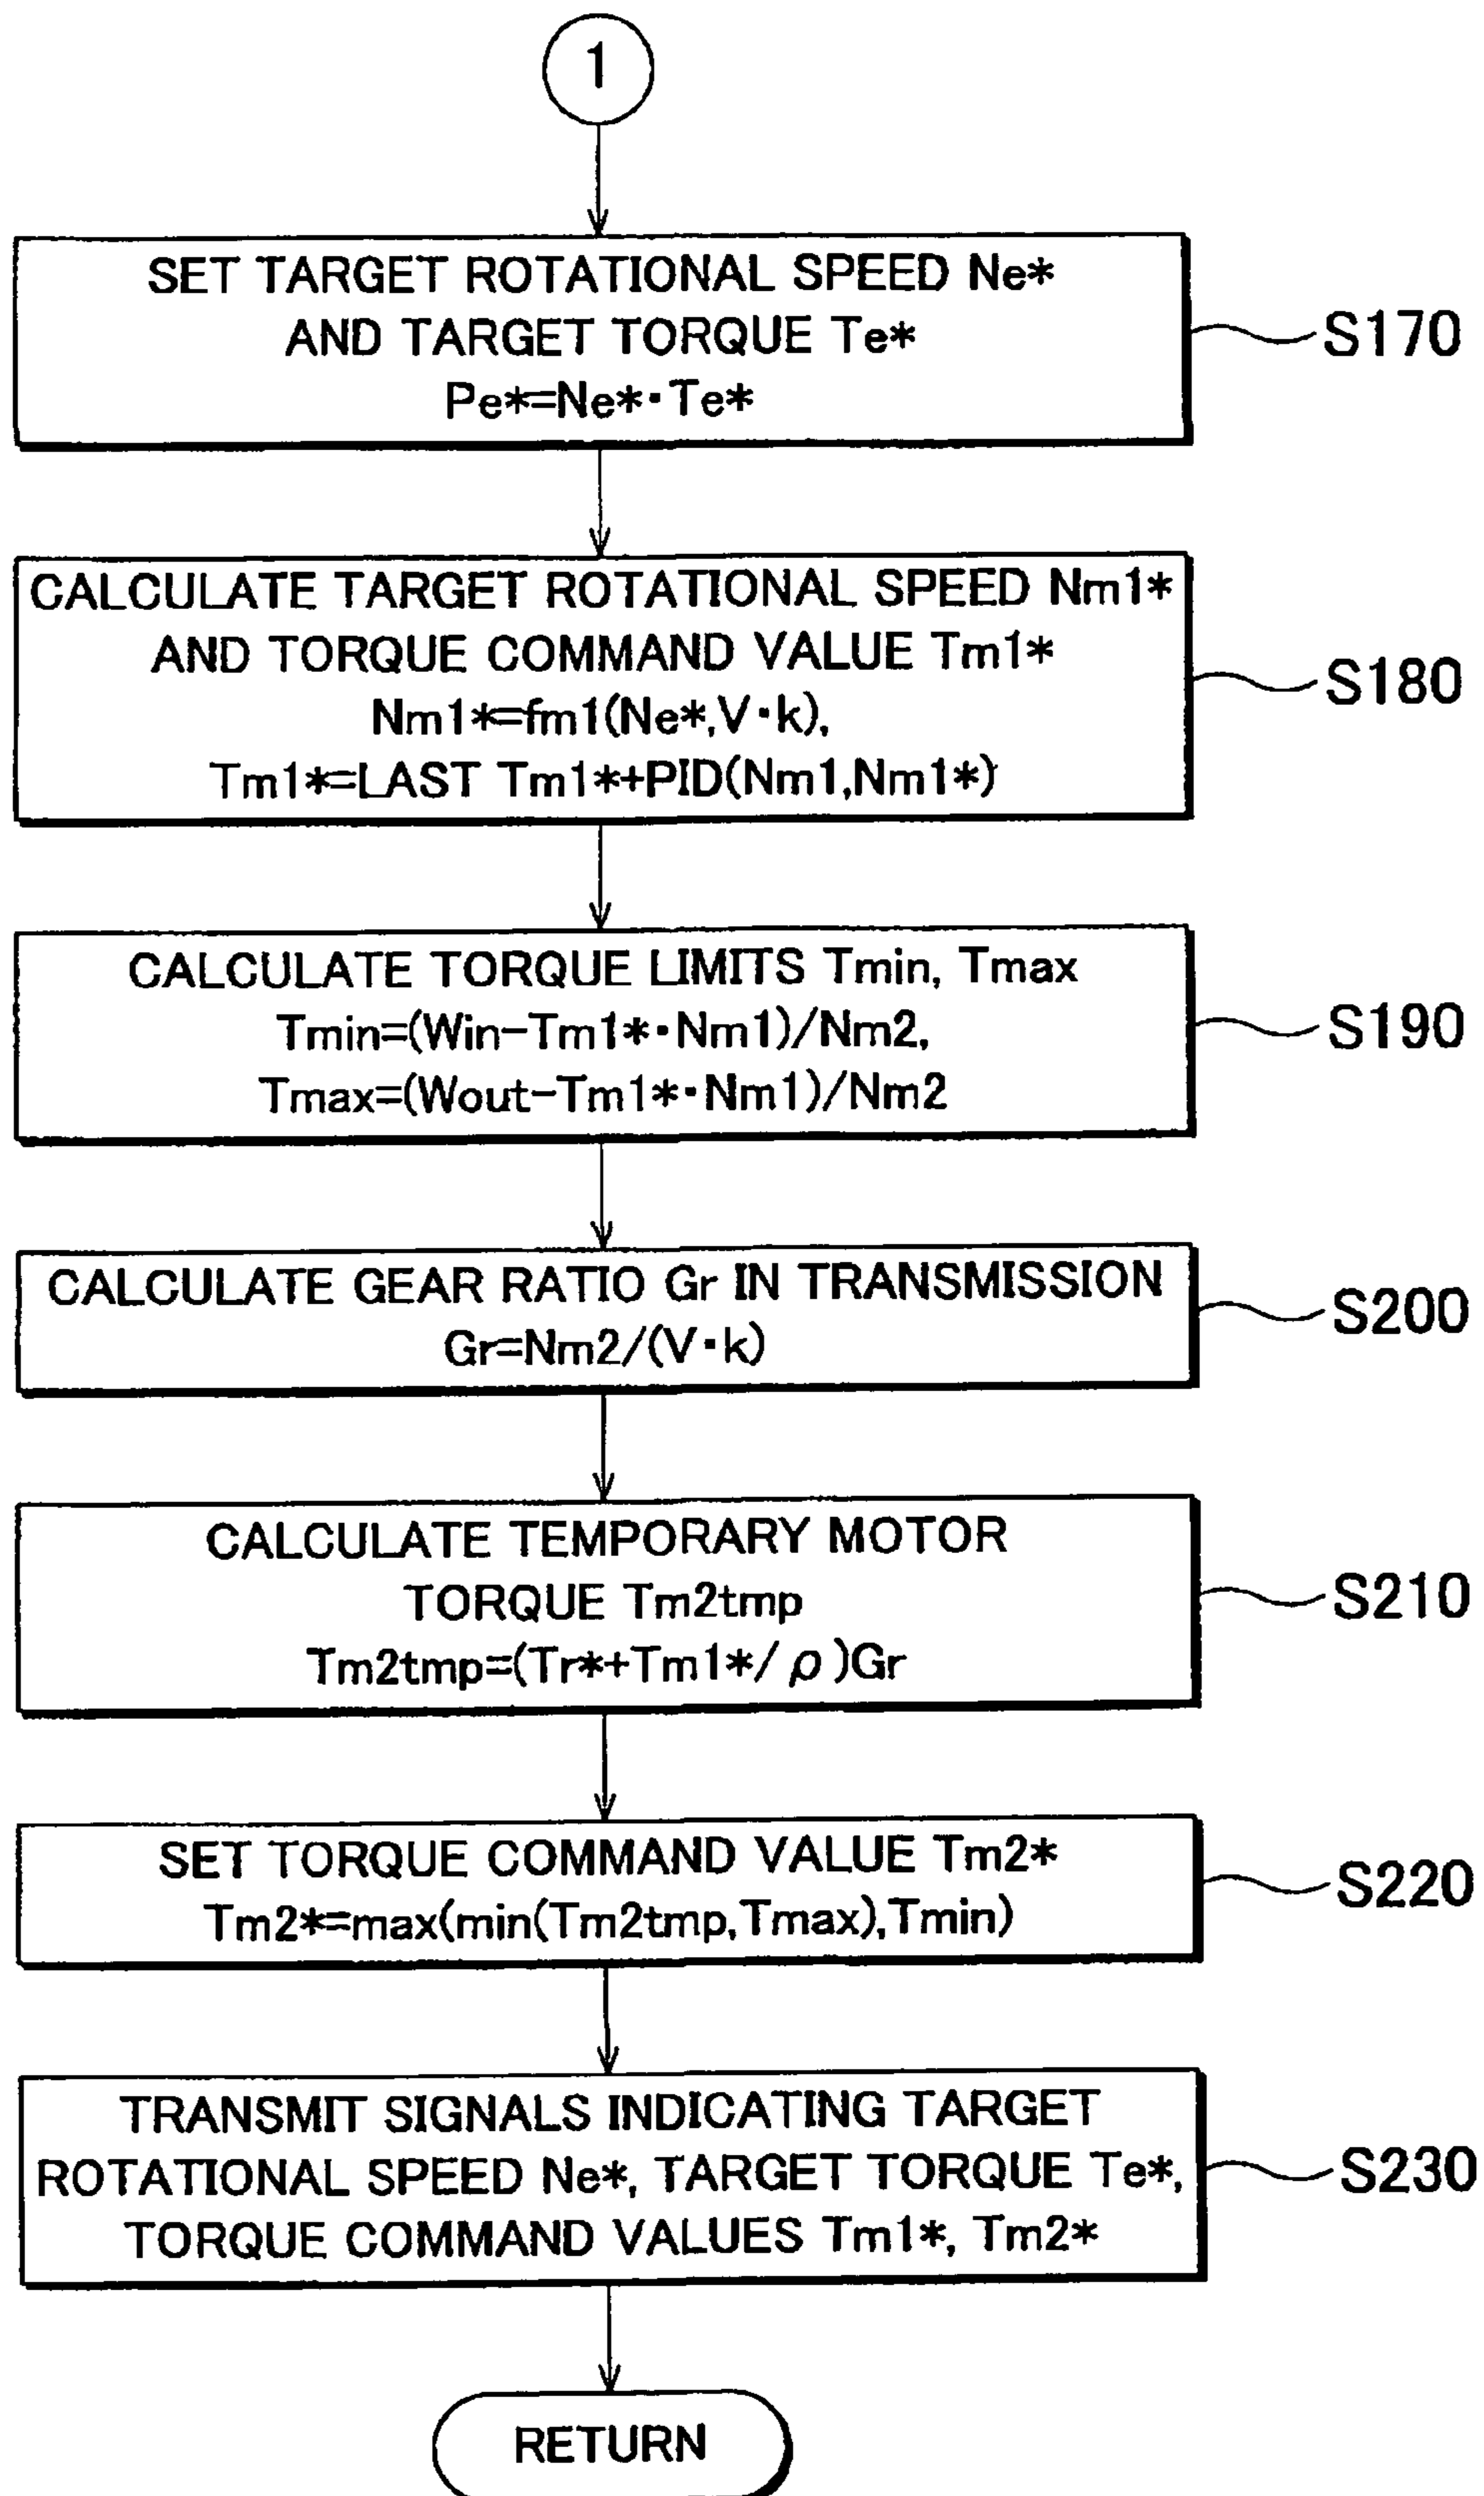 1
SET TARGET ROTATIONAL SPEED Ne*
AND TARGET TORQUE Te*
Pe*=Ne*·Te*
S170
CALCULATE TARGET ROTATIONAL SPEED Nm1*
AND TORQUE COMMAND VALUE Tm1*
Nm1*=fm1(Ne*,V·k),
Tm1*=LAST Tm1*+PID(Nm1,Nm1*)
S180
CALCULATE TORQUE LIMITS Tmin, Tmax
Tmin=(Win-Tm1*·Nm1)/Nm2,
Tmax=(Wout-Tm1*·Nm1)/Nm2
S190
CALCULATE GEAR RATIO Gr IN TRANSMISSION
Gr=Nm2/(V·k)
S200
CALCULATE TEMPORARY MOTOR
TORQUE Tm2tmp
Tm2tmp=(Tr*+Tm1*/ρ)Gr
S210
SET TORQUE COMMAND VALUE Tm2*
Tm2*=max(min(Tm2tmp,Tmax),Tmin)
S220
TRANSMIT SIGNALS INDICATING TARGET
ROTATIONAL SPEED Ne*, TARGET TORQUE Te*,
TORQUE COMMAND VALUES Tm1*, Tm2*
S230
RETURN